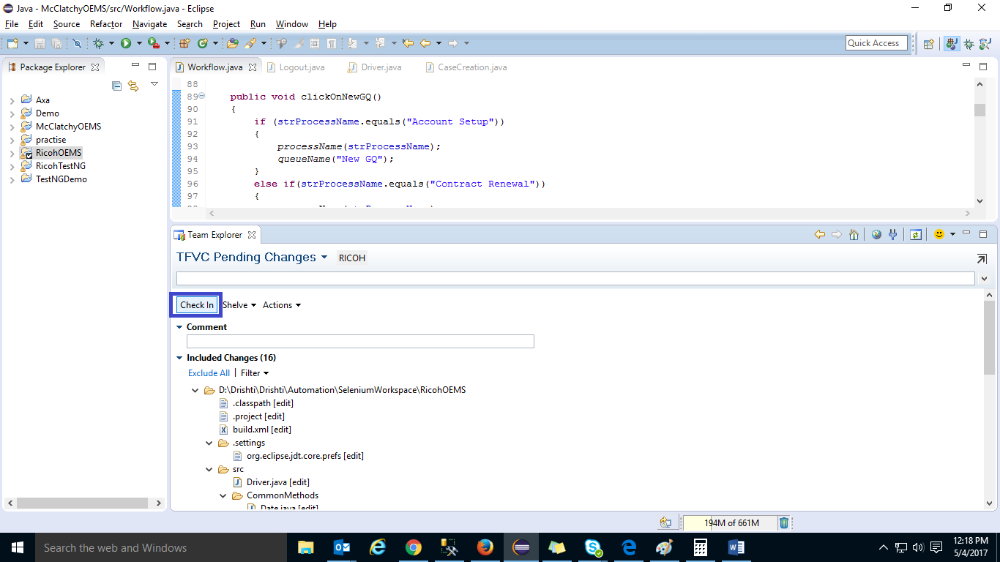 Java - McClatchyOEMS/src/Workflow.java - Eclipse
File Edit Source Refactor Navigate Search Project Run Window Help
Quick Access
Package Explorer
Axa
Demo
McClatchyOEMS
practise
RicohOEMS
RicohTestNG
TestNGDemo
Workflow.java Logout.java Driver.java CaseCreation.java
88
89 public void clickOnNewGQ()
90 {
91 if (strProcessName.equals("Account Setup"))
92 {
93 processName(strProcessName);
94 queueName("New GQ");
95 }
96 else if(strProcessName.equals("Contract Renewal"))
97 {
Team Explorer
TFVC Pending Changes RICOH
Check In Shelve Actions
Comment
Included Changes (16)
Exclude All | Filter
D:\Drishti\Drishti\Automation\SeleniumWorkspace\RicohOEMS
.classpath [edit]
.project [edit]
build.xml [edit]
.settings
org.eclipse.jdt.core.prefs [edit]
src
Driver.java [edit]
CommonMethods
Date.java [edit]
194M of 661M
Search the web and Windows
12:18 PM
5/4/2017